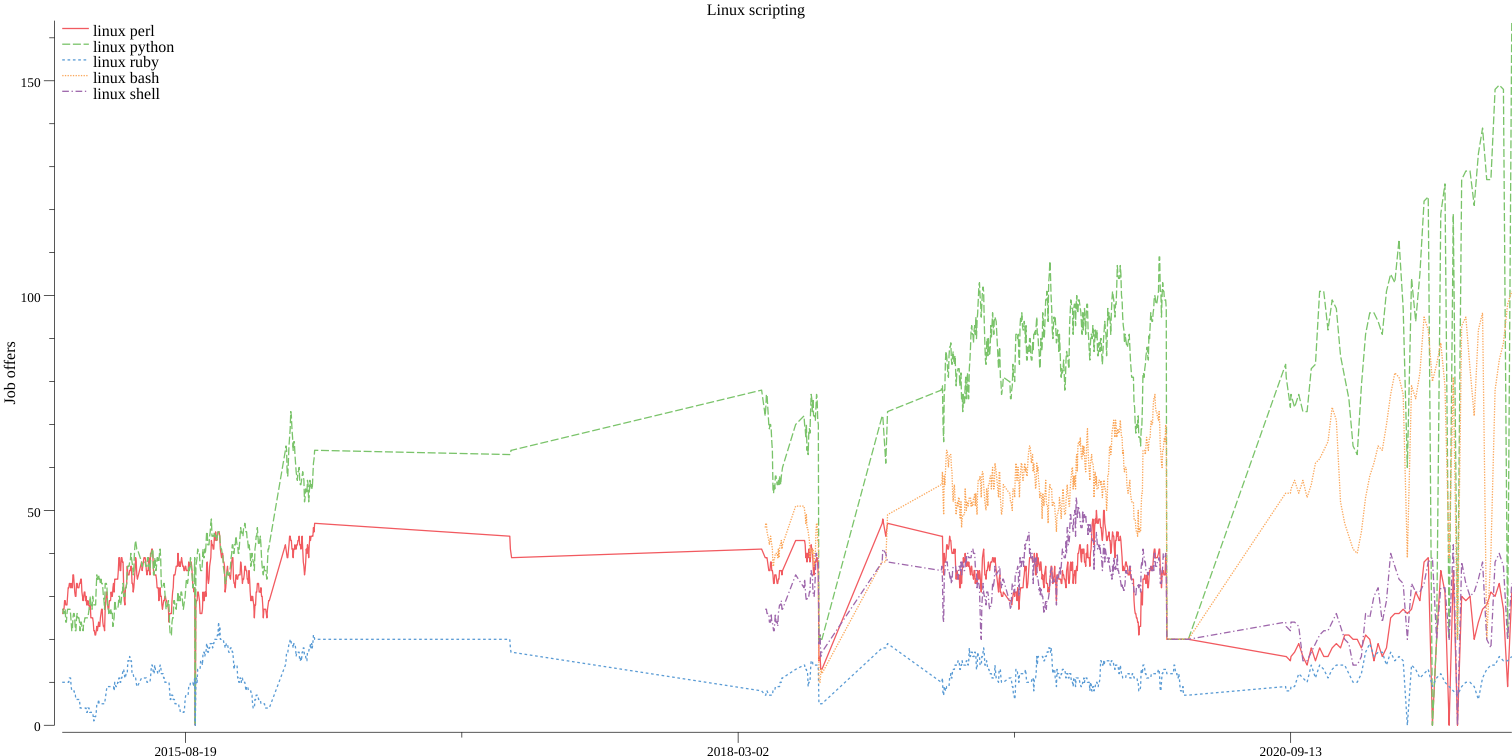 Linux scripting
linux perl
linux python
linux ruby
linux bash
linux shell
150
100
50
0
Job offers
2015-08-19
2018-03-02
2020-09-13